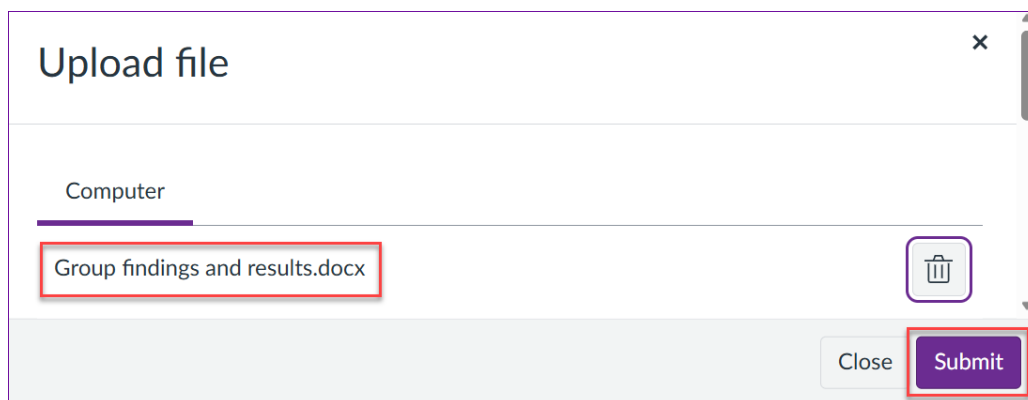 Upload file
Computer
Group findings and results.docx
Close
Submit